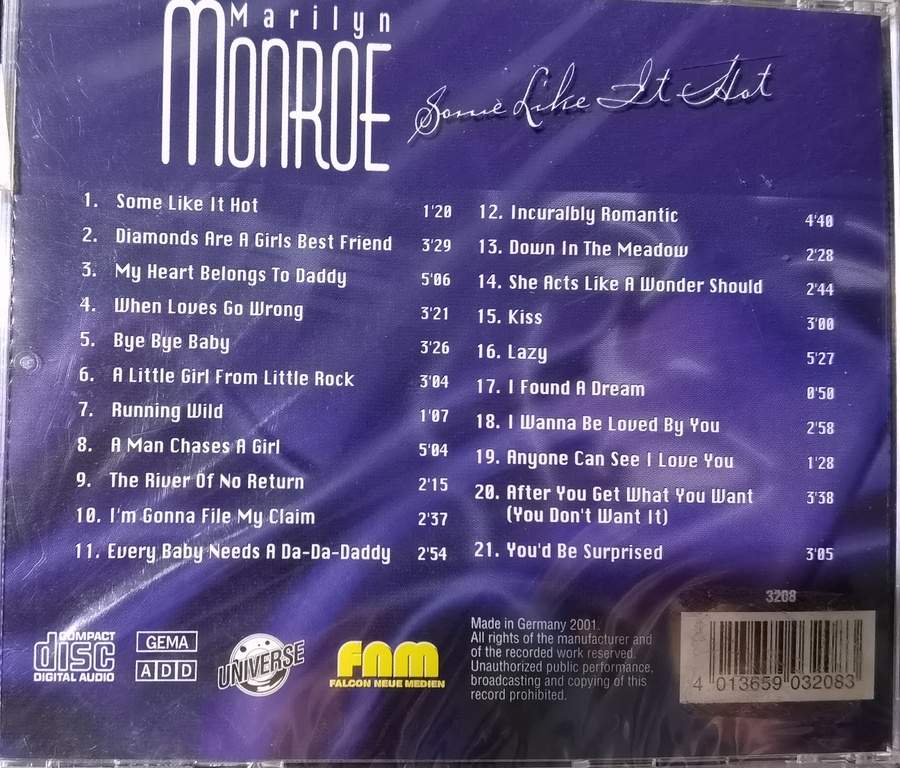 Marilyn
MONROE
Some Like It Hot
1. Some Like It Hot 1'20
2. Diamonds Are A Girls Best Friend 3'29
3. My Heart Belongs To Daddy 5'06
4. When Loves Go Wrong 3'21
5. Bye Bye Baby 3'26
6. A Little Girl From Little Rock 3'04
7. Running Wild 1'07
8. A Man Chases A Girl 5'04
9. The River Of No Return 2'15
10. I'm Gonna File My Claim 2'37
11. Every Baby Needs A Da-Da-Daddy 2'54
12. Incuralbly Romantic 4'40
13. Down In The Meadow 2'28
14. She Acts Like A Wonder Should 2'44
15. Kiss 3'00
16. Lazy 5'27
17. I Found A Dream 0'50
18. I Wanna Be Loved By You 2'58
19. Anyone Can See I Love You 1'28
20. After You Get What You Want 3'38
(You Don't Want It)
21. You'd Be Surprised 3'05
COMPACT
disc
DIGITAL AUDIO
GEMA
ADD
UNIVERSE
FNM
FALCON NEUE MEDIEN
Made in Germany 2001.
All rights of the manufacturer and
of the recorded work reserved.
Unauthorized public performance,
broadcasting and copying of this
record prohibited.
3208
4 013659 032083